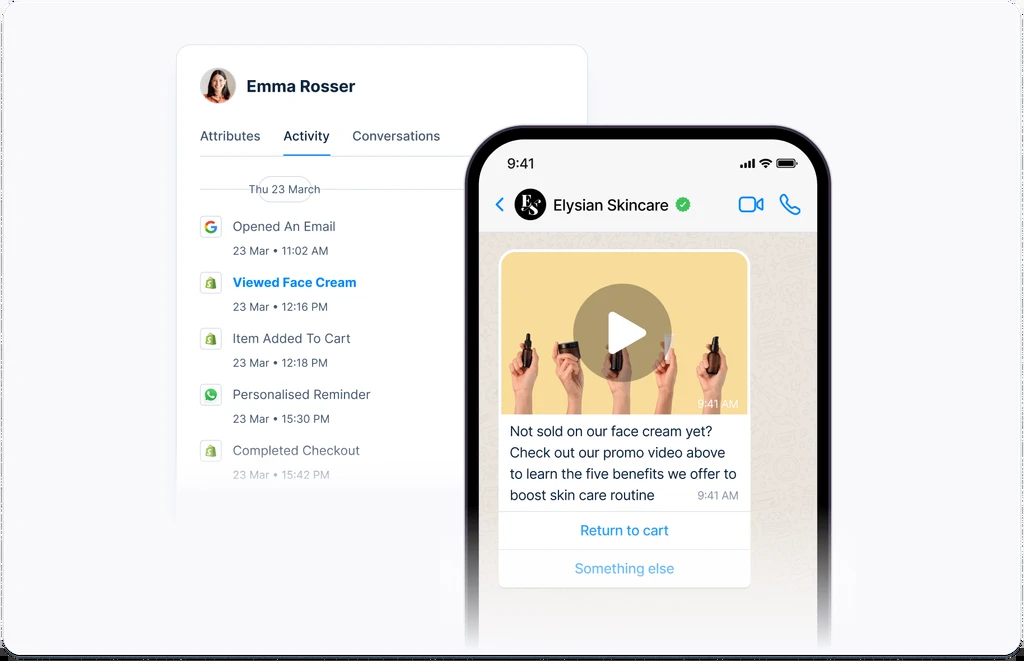 Emma Rosser
Attributes Activity Conversations
Thu 23 March
Opened An Email
23 Mar • 11:02 AM
Viewed Face Cream
23 Mar • 12:16 PM
Item Added To Cart
23 Mar • 12:18 PM
Personalised Reminder
23 Mar • 15:30 PM
Completed Checkout
23 Mar • 15:42 PM
9:41
ES
Elysian Skincare
9:41 AM
Not sold on our face cream yet?
Check out our promo video above
to learn the five benefits we offer to
boost skin care routine 9:41 AM
Return to cart
Something else